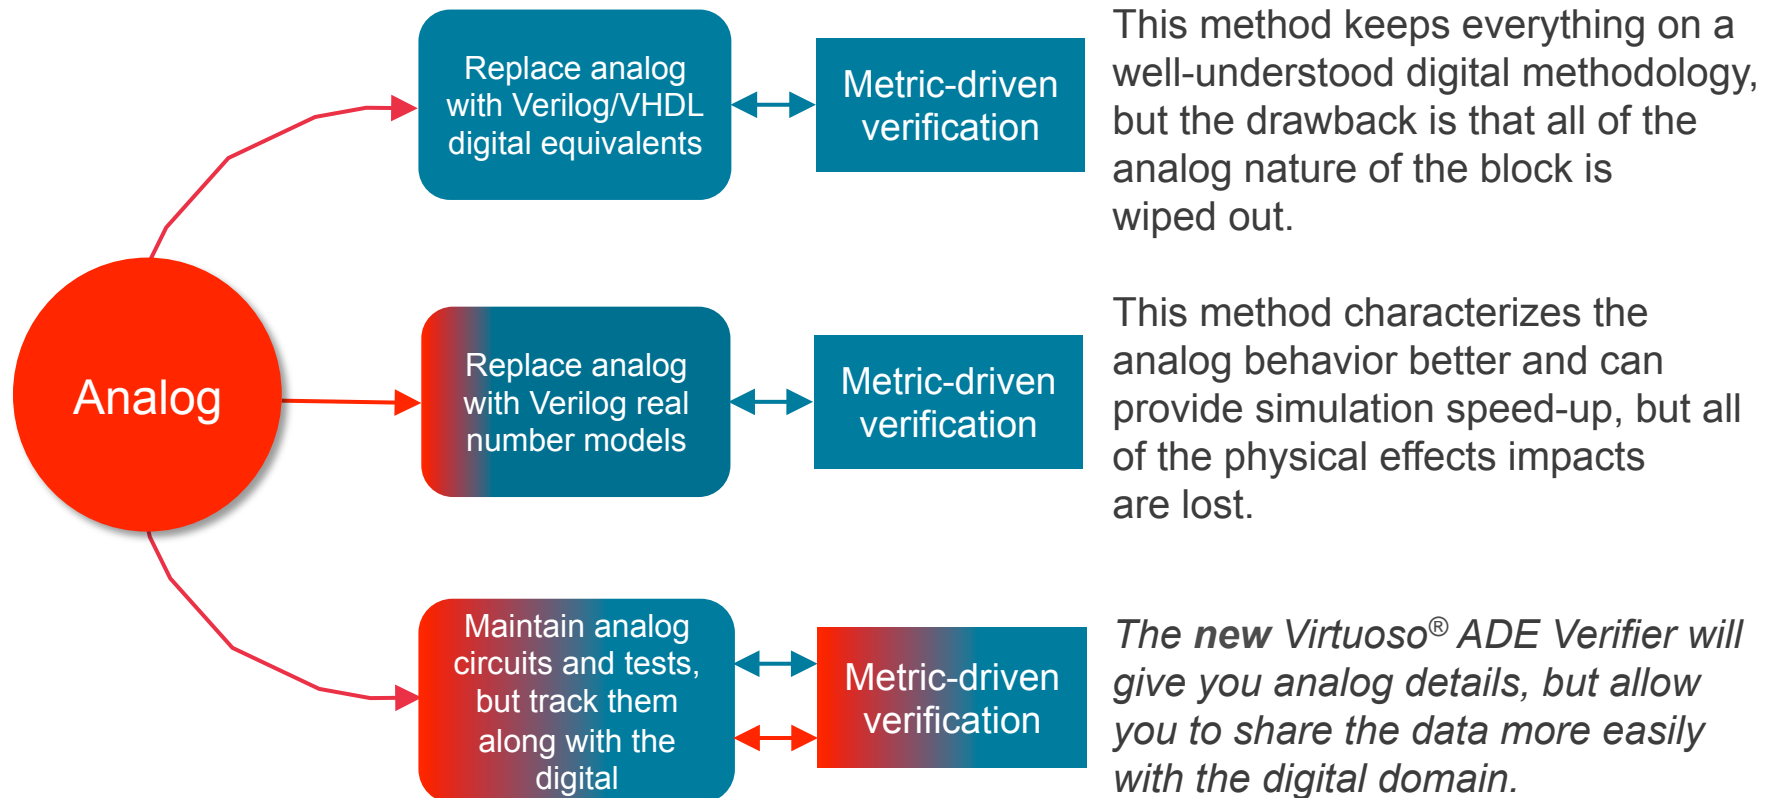 Replace analog
with Verilog/VHDL
digital equivalents
Metric-driven
verification
This method keeps everything on a
well-understood digital methodology,
but the drawback is that all of the
analog nature of the block is
wiped out.
Analog
Replace analog
with Verilog real
number models
Metric-driven
verification
This method characterizes the
analog behavior better and can
provide simulation speed-up, but all
of the physical effects impacts
are lost.
Maintain analog
circuits and tests,
but track them
along with the
digital
Metric-driven
verification
The new Virtuoso® ADE Verifier will
give you analog details, but allow
you to share the data more easily
with the digital domain.